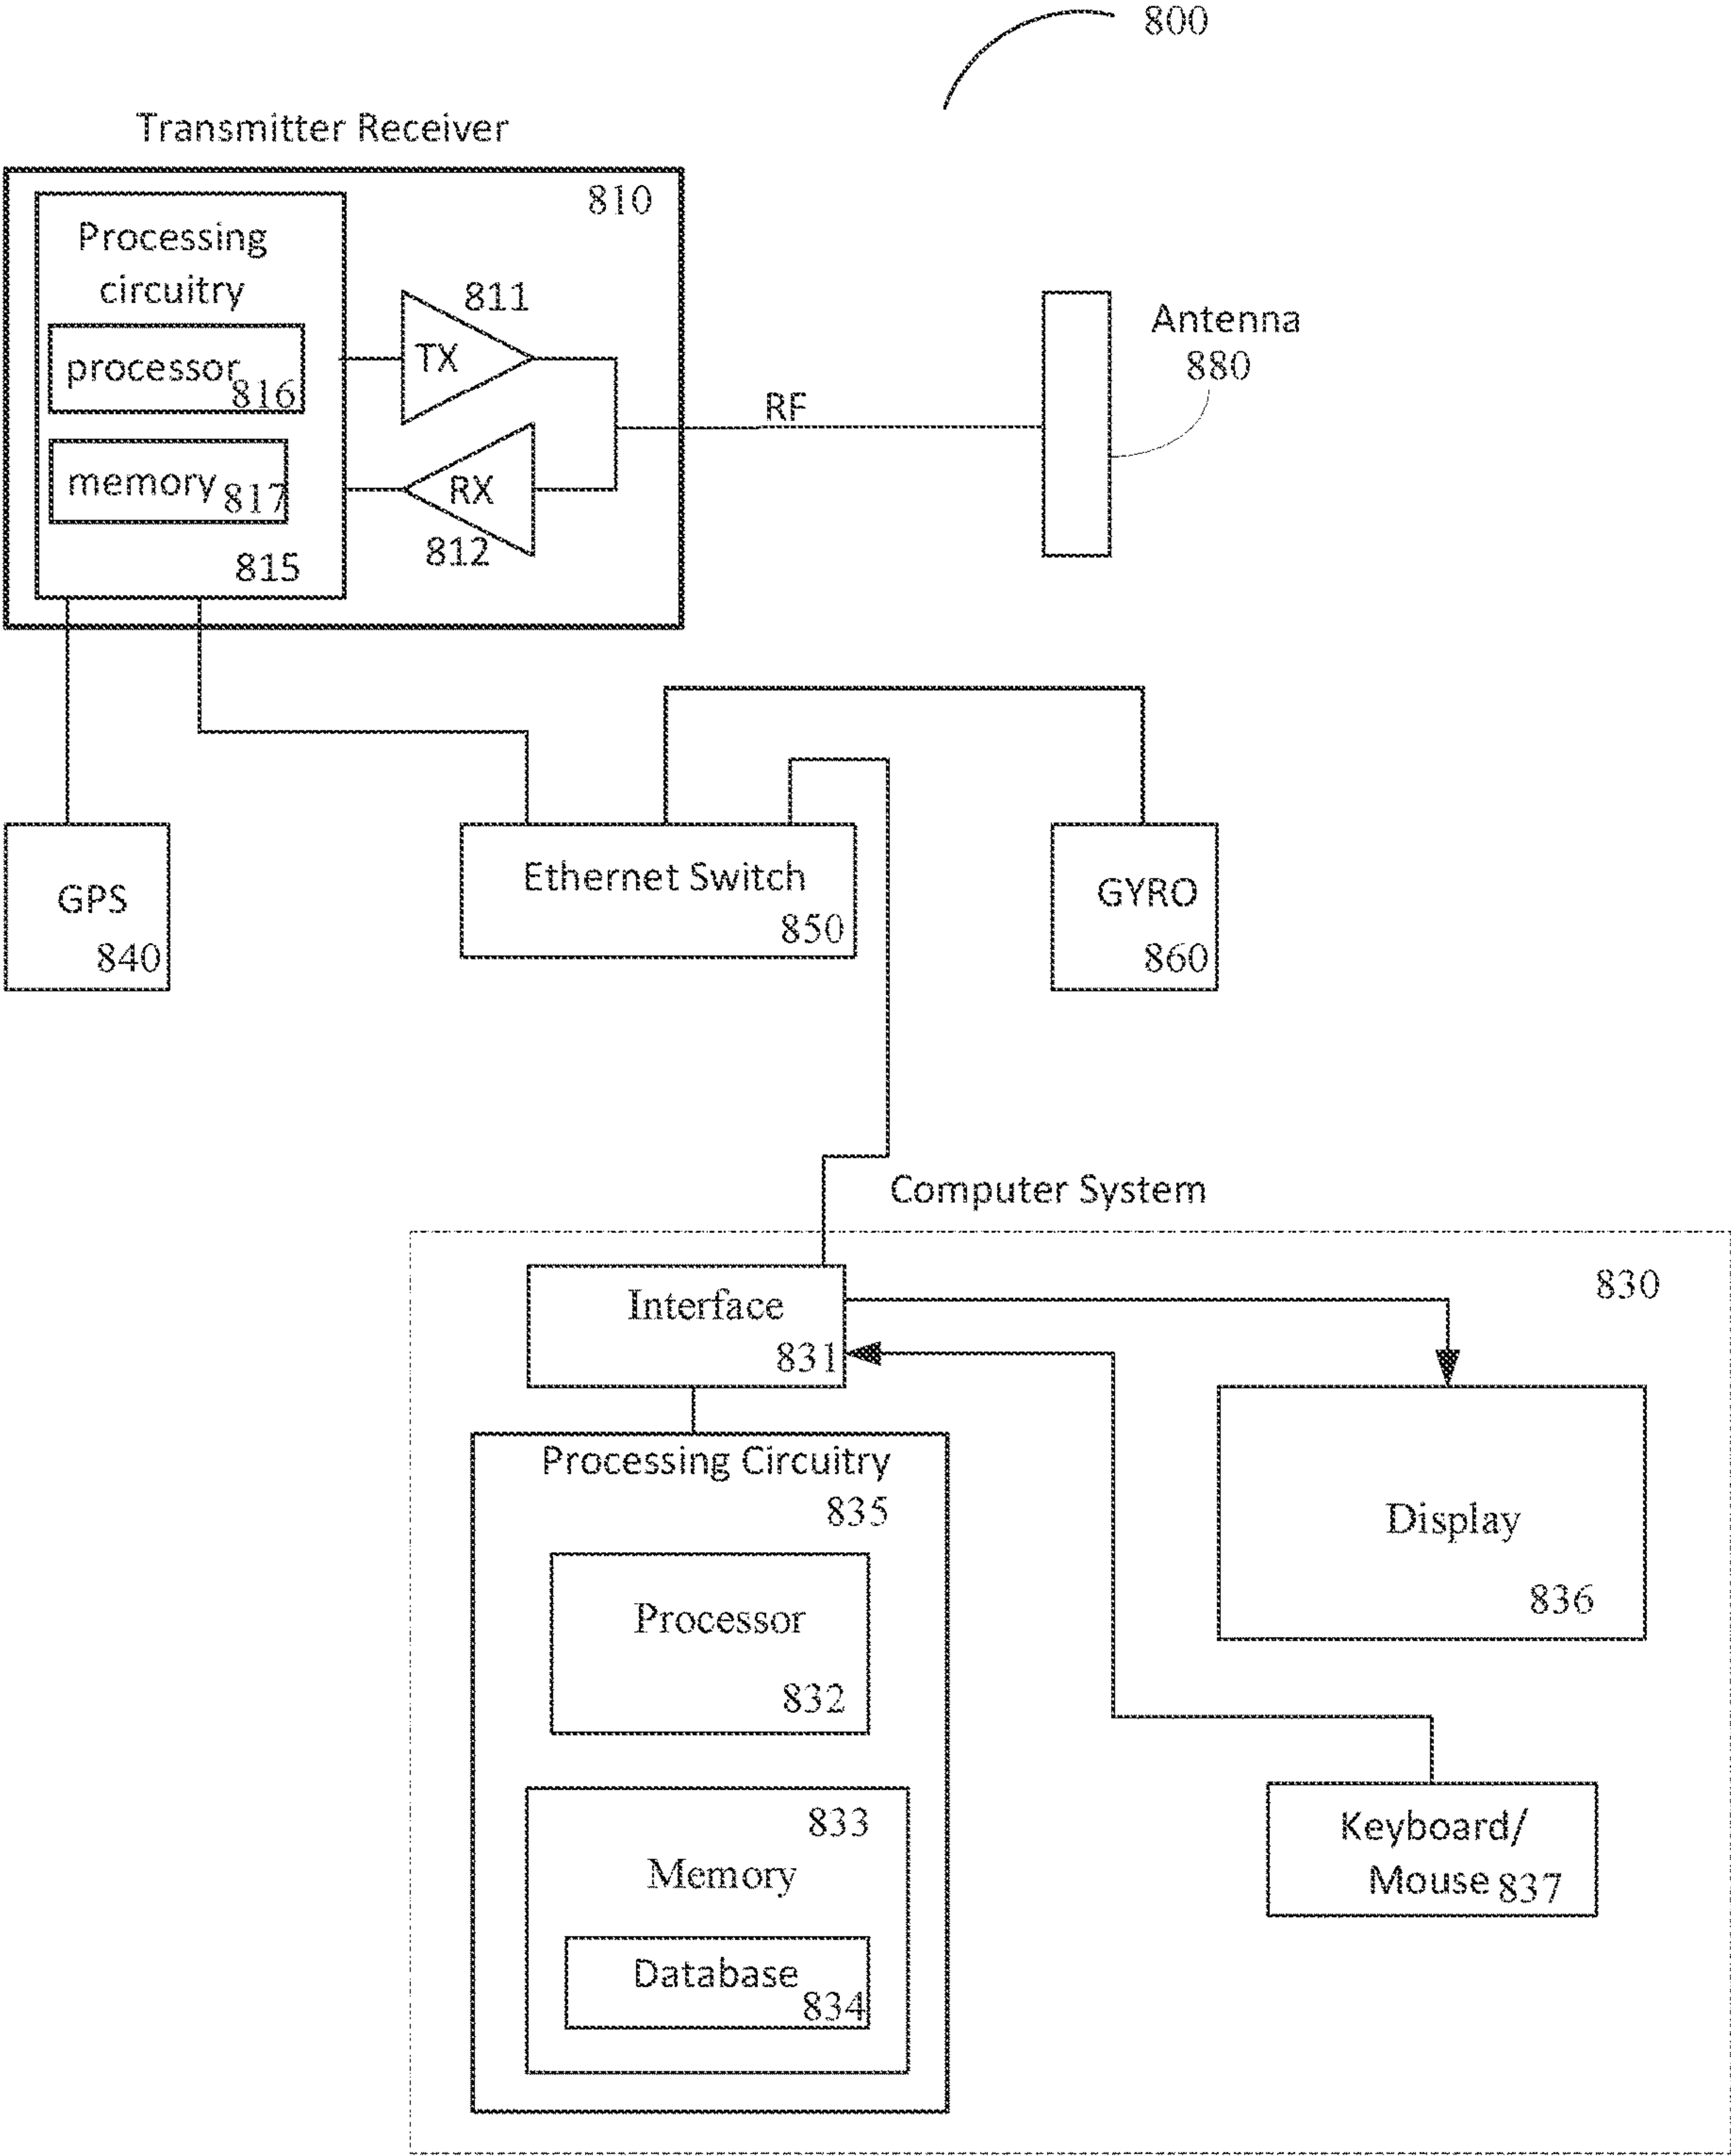 800
Transmitter Receiver
810
Processing
circuitry
processor
816
memory
817
815
811
TX
RX
812
RF
Antenna
880
GPS
840
Ethernet Switch
850
GYRO
860
Computer System
830
Interface
831
Processing Circuitry
835
Processor
832
833
Memory
Database
834
Display
836
Keyboard/
Mouse 837